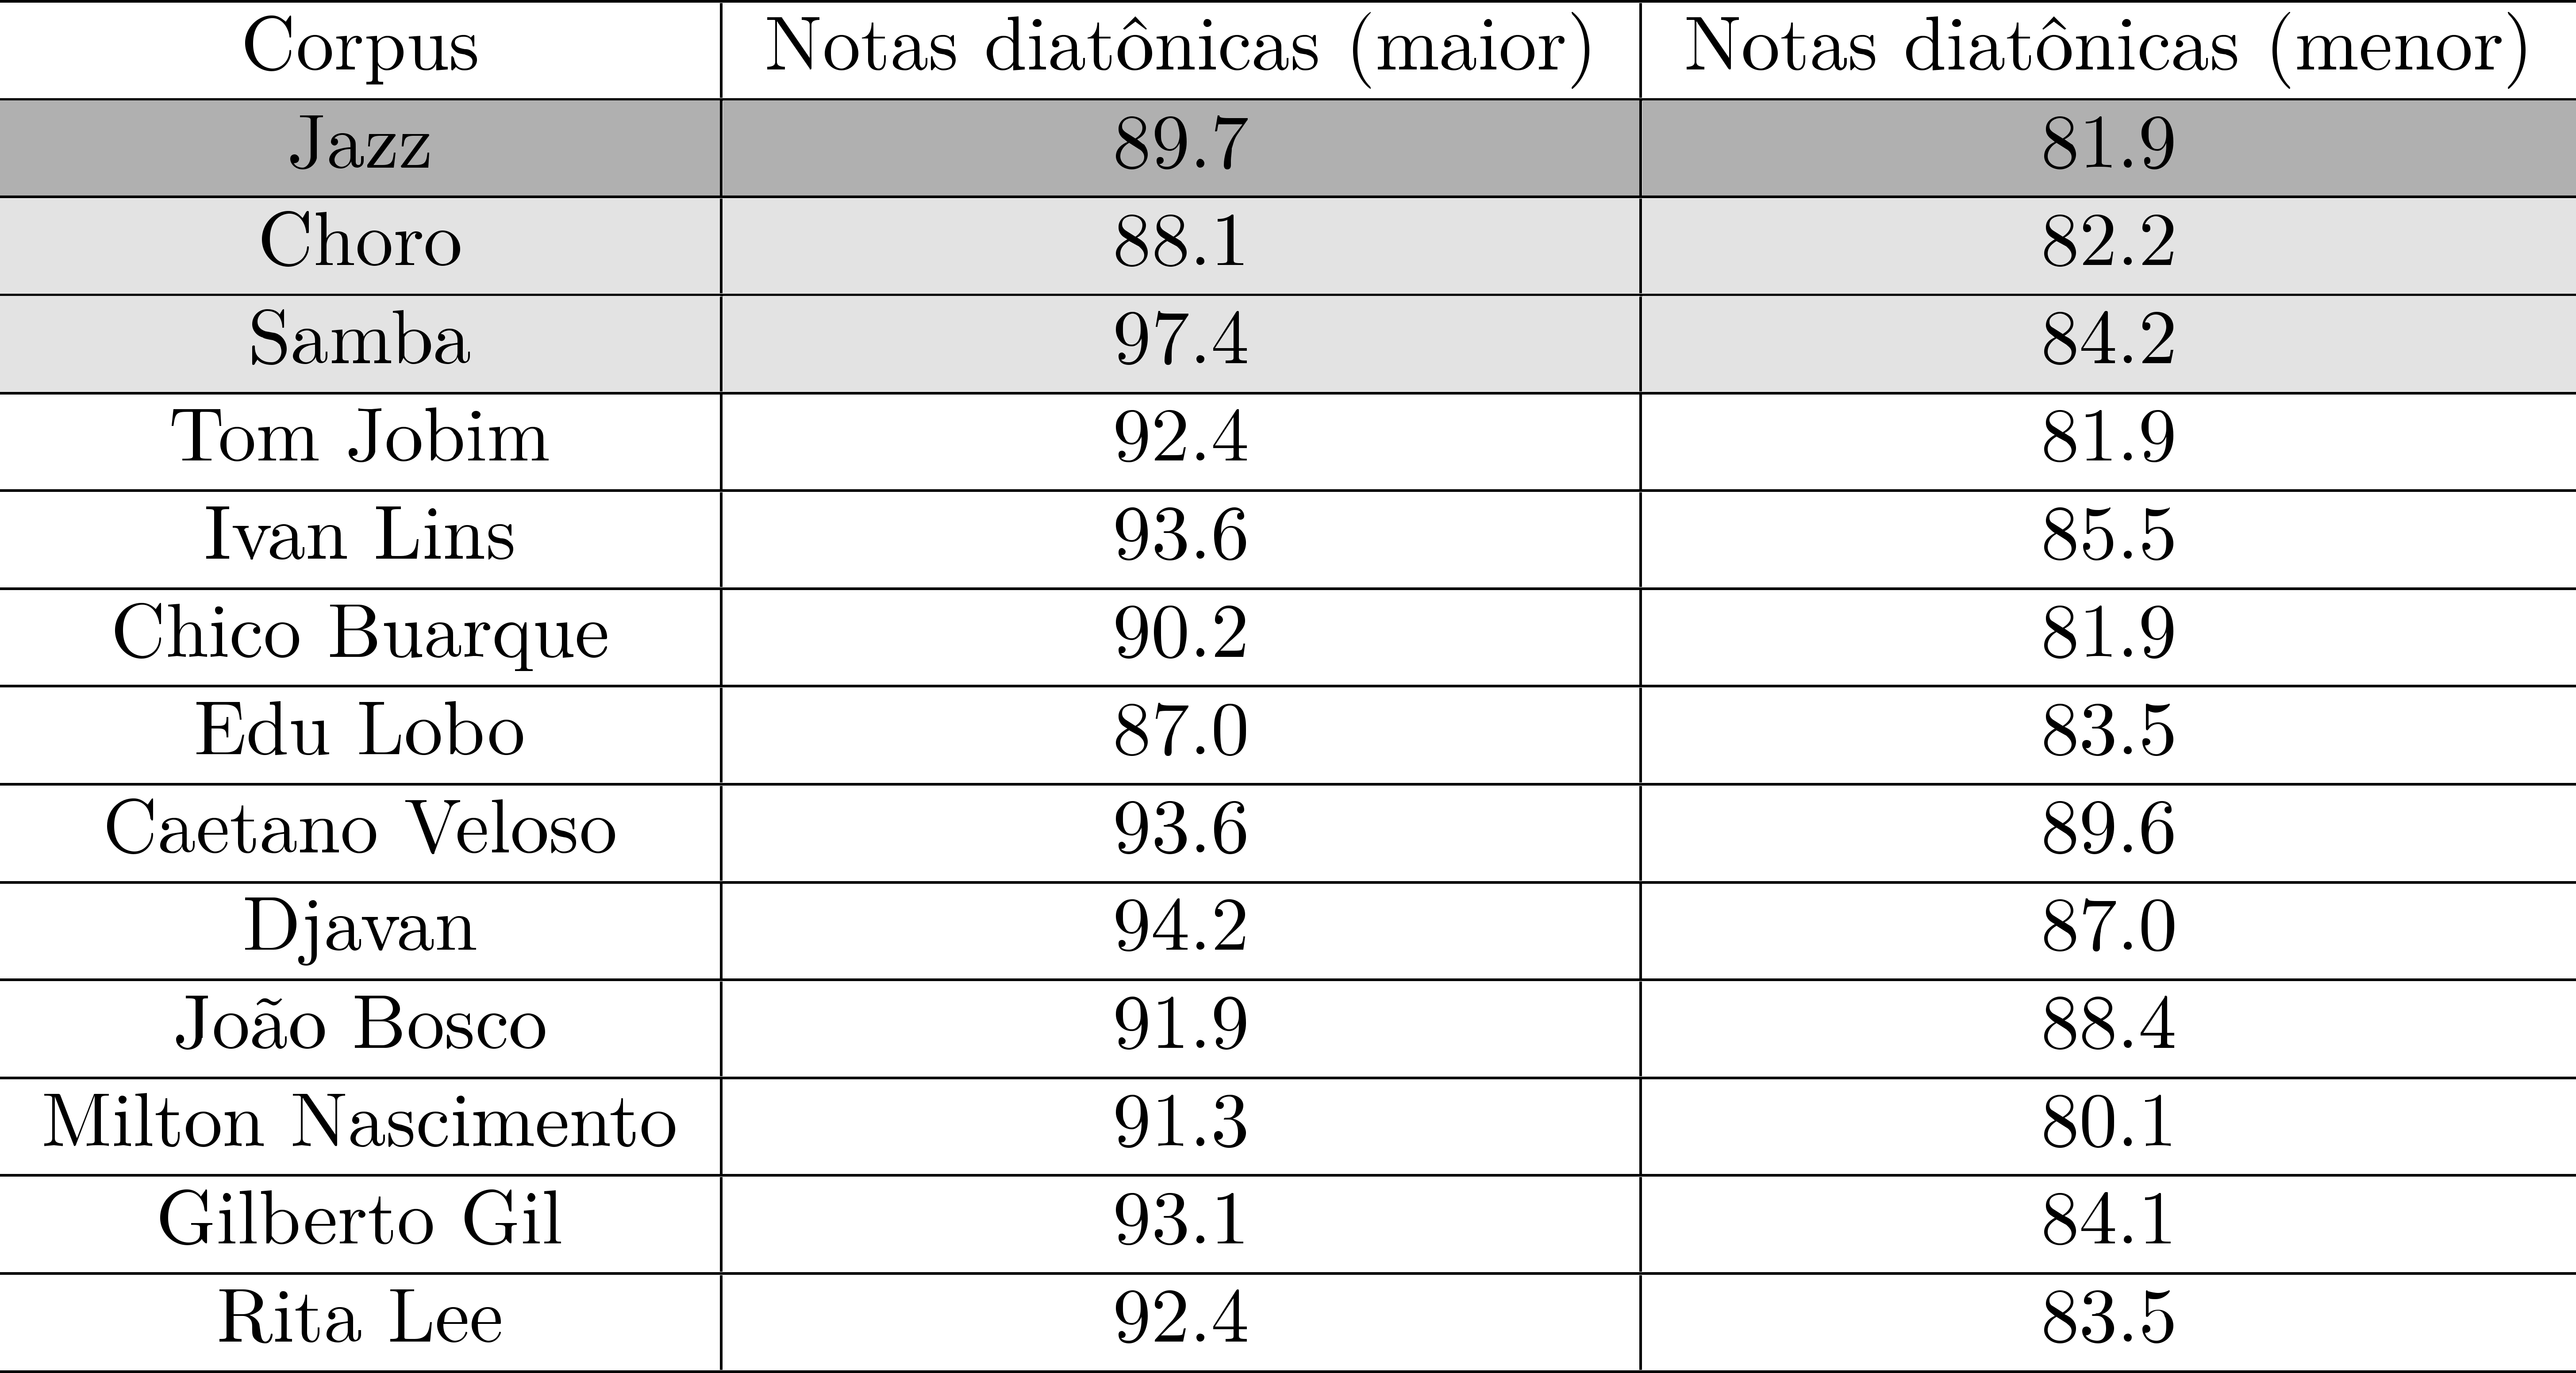 Corpus Notas diatônicas (maior) Notas diatônicas (menor)
Jazz 89.7 81.9
Choro 88.1 82.2
Samba 97.4 84.2
Tom Jobim 92.4 81.9
Ivan Lins 93.6 85.5
Chico Buarque 90.2 81.9
Edu Lobo 87.0 83.5
Caetano Veloso 93.6 89.6
Djavan 94.2 87.0
João Bosco 91.9 88.4
Milton Nascimento 91.3 80.1
Gilberto Gil 93.1 84.1
Rita Lee 92.4 83.5